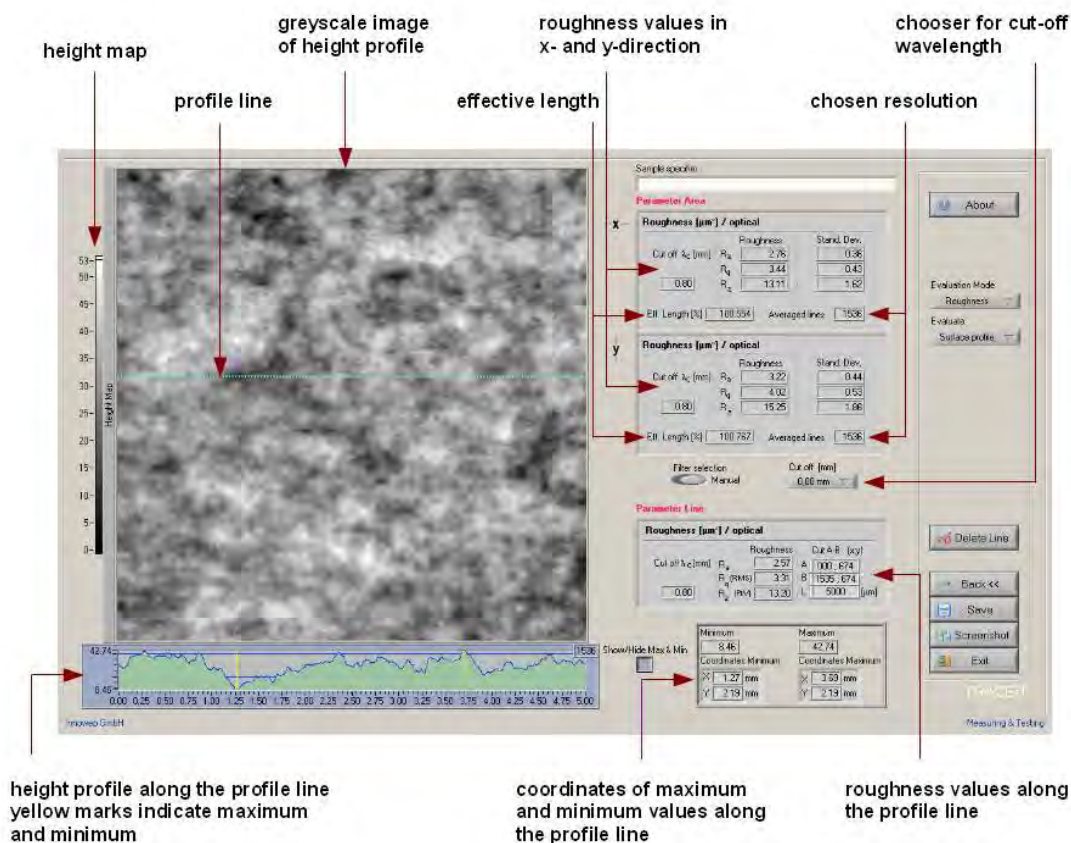 greyscale image
of height profile
roughness values in
x- and y-direction
chooser for cut-off
wavelength
height map
profile line
effective length
chosen resolution
Sample specifier
Parameter Area
x
Roughness [µm] / optical
Roughness
Stand. Dev.
Cut off λc [mm]
0.80
Ra 2.76 0.36
Rq 3.44 0.43
Rz 13.11 1.62
Eff. Length [%] 100.554 Averaged lines 1536
y
Roughness [µm] / optical
Roughness
Stand. Dev.
Cut off λc [mm]
0.80
Ra 3.22 0.44
Rq 4.02 0.53
Rz 15.25 1.86
Eff. Length [%] 100.767 Averaged lines 1536
Filter selection
Manual
Cut off [mm]
0,80 mm
Parameter Line
Roughness [µm] / optical
Roughness
Cut A-B (x,y)
Cut off λc [mm]
0.80
Ra 2.57 A 000 ; 674
Rq (RMS) 3.31 B 1535 ; 674
Rz 13.20 L 5000 [µm]
About
Evaluation Mode
Roughness
Evaluate
Surface profile
Delete Line
Back <<
Save
Screenshot
Exit
53
50
45
40
35
30
25
20
15
10
5
0
Height Map
42.74
8.46
1536
0.00 0.25 0.50 0.75 1.00 1.25 1.50 1.75 2.00 2.25 2.50 2.75 3.00 3.25 3.50 3.75 4.00 4.25 4.50 4.75 5.00
Show/Hide Max & Min
Minimum
8.46
Coordinates Minimum
X 1.27 mm
Y 2.19 mm
Maximum
42.74
Coordinates Maximum
X 3.69 mm
Y 2.19 mm
Innowep GmbH
Measuring & Testing
height profile along the profile line
yellow marks indicate maximum
and minimum
coordinates of maximum
and minimum values along
the profile line
roughness values along
the profile line